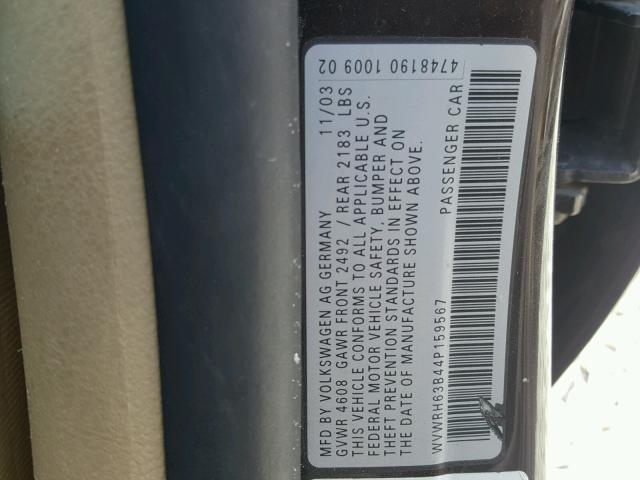 MFD BY VOLKSWAGEN AG GERMANY 11/03
GVWR 4608 GAWR FRONT 2492 / REAR 2183 LBS
THIS VEHICLE CONFORMS TO ALL APPLICABLE U.S.
FEDERAL MOTOR VEHICLE SAFETY, BUMPER AND
THEFT PREVENTION STANDARDS IN EFFECT ON
THE DATE OF MANUFACTURE SHOWN ABOVE.
WVWRH63B44P159567 PASSENGER CAR
4748190 1009 02